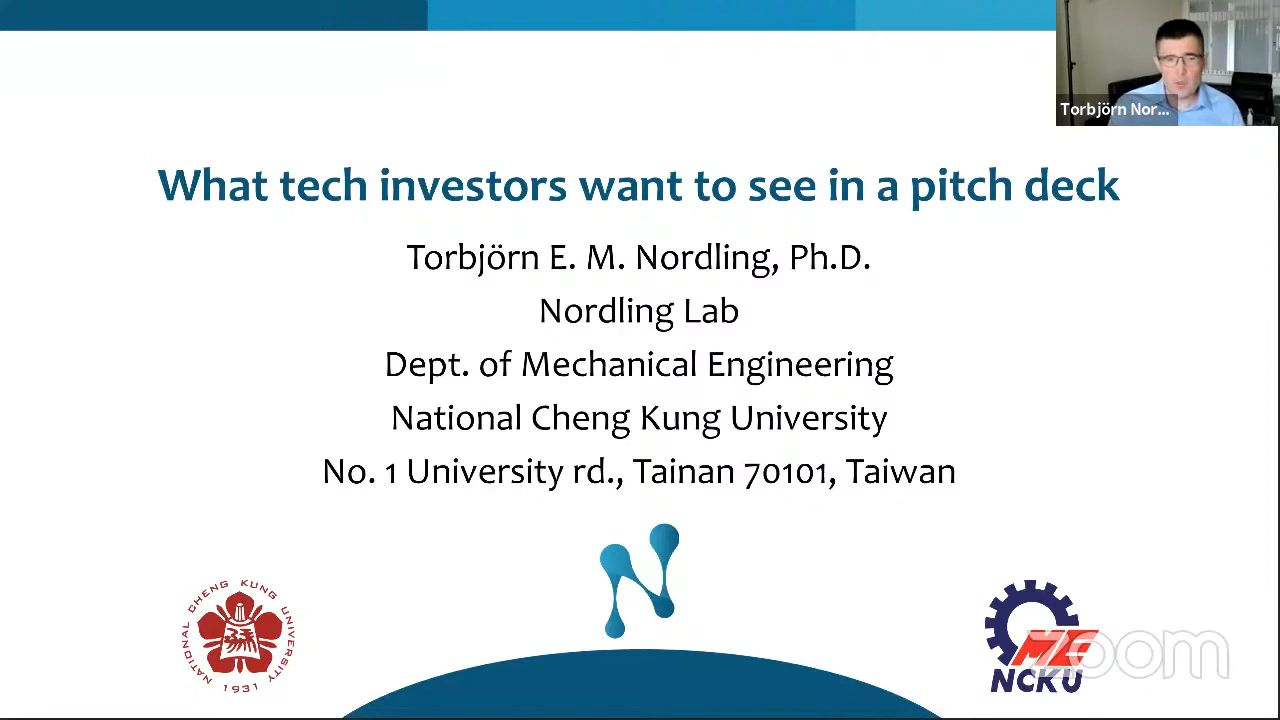 Torbjörn Nor...
What tech investors want to see in a pitch deck
Torbjörn E. M. Nordling, Ph.D.
Nordling Lab
Dept. of Mechanical Engineering
National Cheng Kung University
No. 1 University rd., Tainan 70101, Taiwan
NATIONAL CHENG KUNG UNIVERSITY
1931
ME
NCKU
zoom